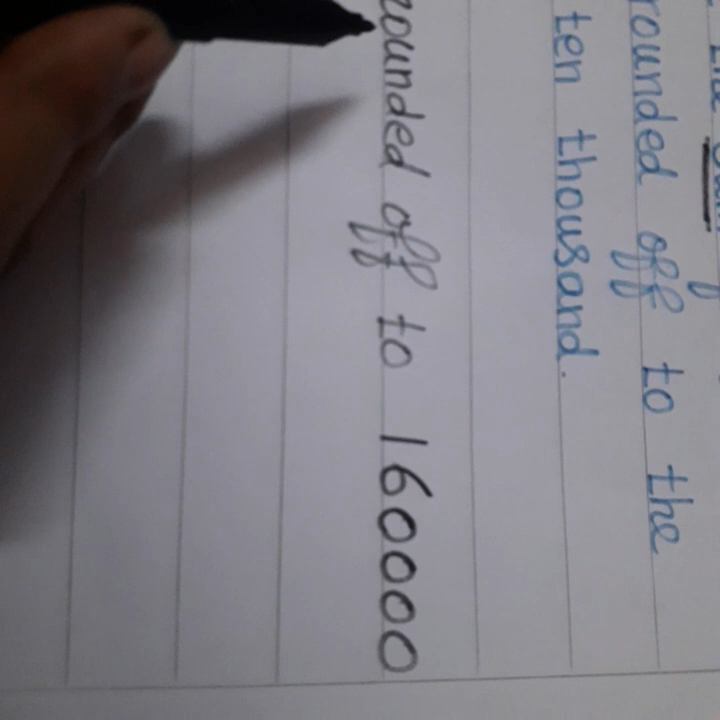 rounded off to the
ten thousand.
rounded off to 160000